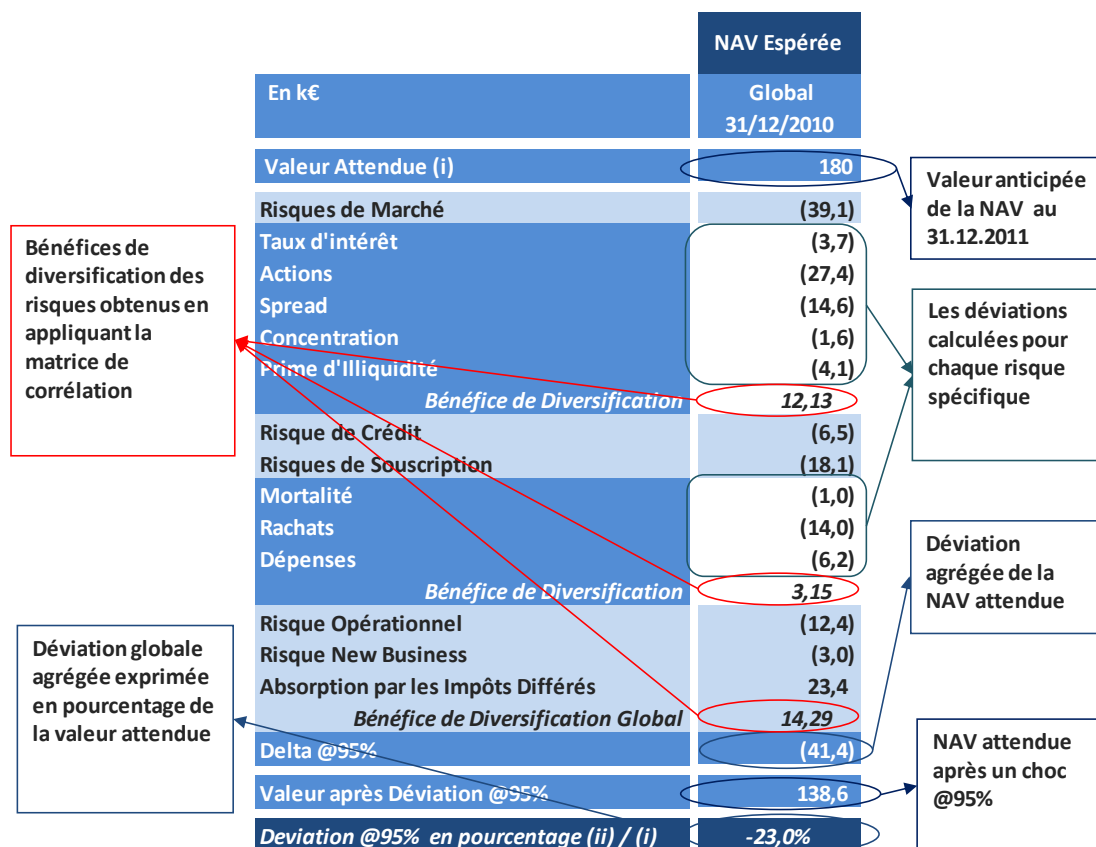 NAV Espérée
En k€
Global
31/12/2010
Valeur Attendue (i) 180
Risques de Marché (39,1)
Taux d'intérêt (3,7)
Actions (27,4)
Spread (14,6)
Concentration (1,6)
Prime d'Illiquidité (4,1)
Bénéfice de Diversification 12,13
Risque de Crédit (6,5)
Risques de Souscription (18,1)
Mortalité (1,0)
Rachats (14,0)
Dépenses (6,2)
Bénéfice de Diversification 3,15
Risque Opérationnel (12,4)
Risque New Business (3,0)
Absorption par les Impôts Différés 23,4
Bénéfice de Diversification Global 14,29
Delta @95% (41,4)
Valeur après Déviation @95% 138,6
Deviation @95% en pourcentage (ii) / (i) -23,0%
Bénéfices de
diversification des
risques obtenus en
appliquant la
matrice de
corrélation
Déviation globale
agrégée exprimée
en pourcentage de
la valeur attendue
Valeur anticipée
de la NAV au
31.12.2011
Les déviations
calculées pour
chaque risque
spécifique
Déviation
agrégée de la
NAV attendue
NAV attendue
après un choc
@95%